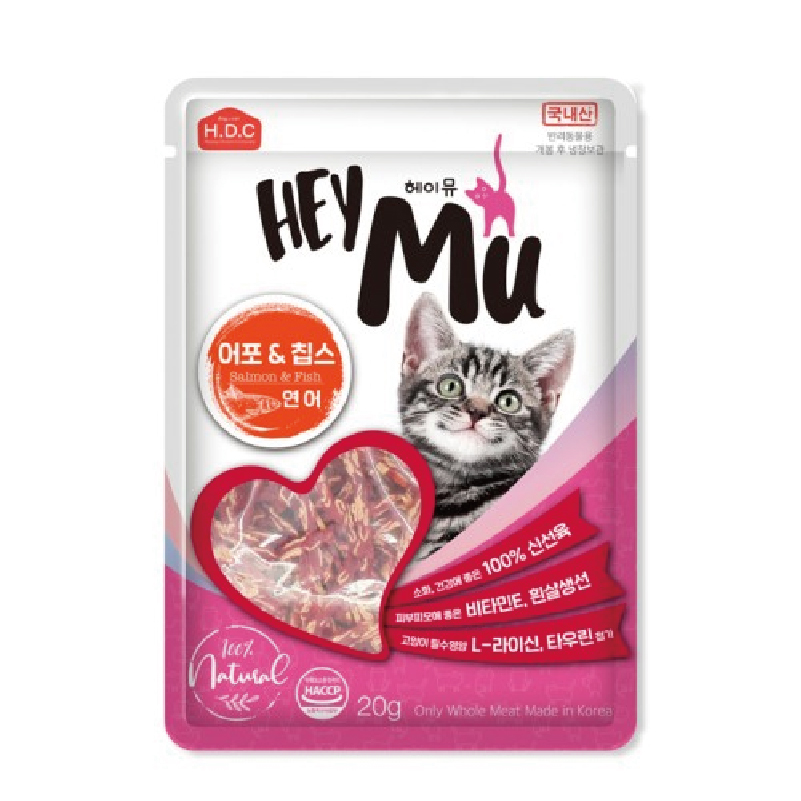 H.D.C
국내산
반려동물용
개봉 후 냉장보관
헤이뮤
HEY
Mu
어포 & 칩스
Salmon & Fish
연어
소화, 건강에 좋은 100% 신선육
피부피모에 좋은 비타민E, 흰살생선
고양이 필수영양 L-라이신, 타우린 첨가
100%
Natural
HACCP
20g
Only Whole Meat Made in Korea